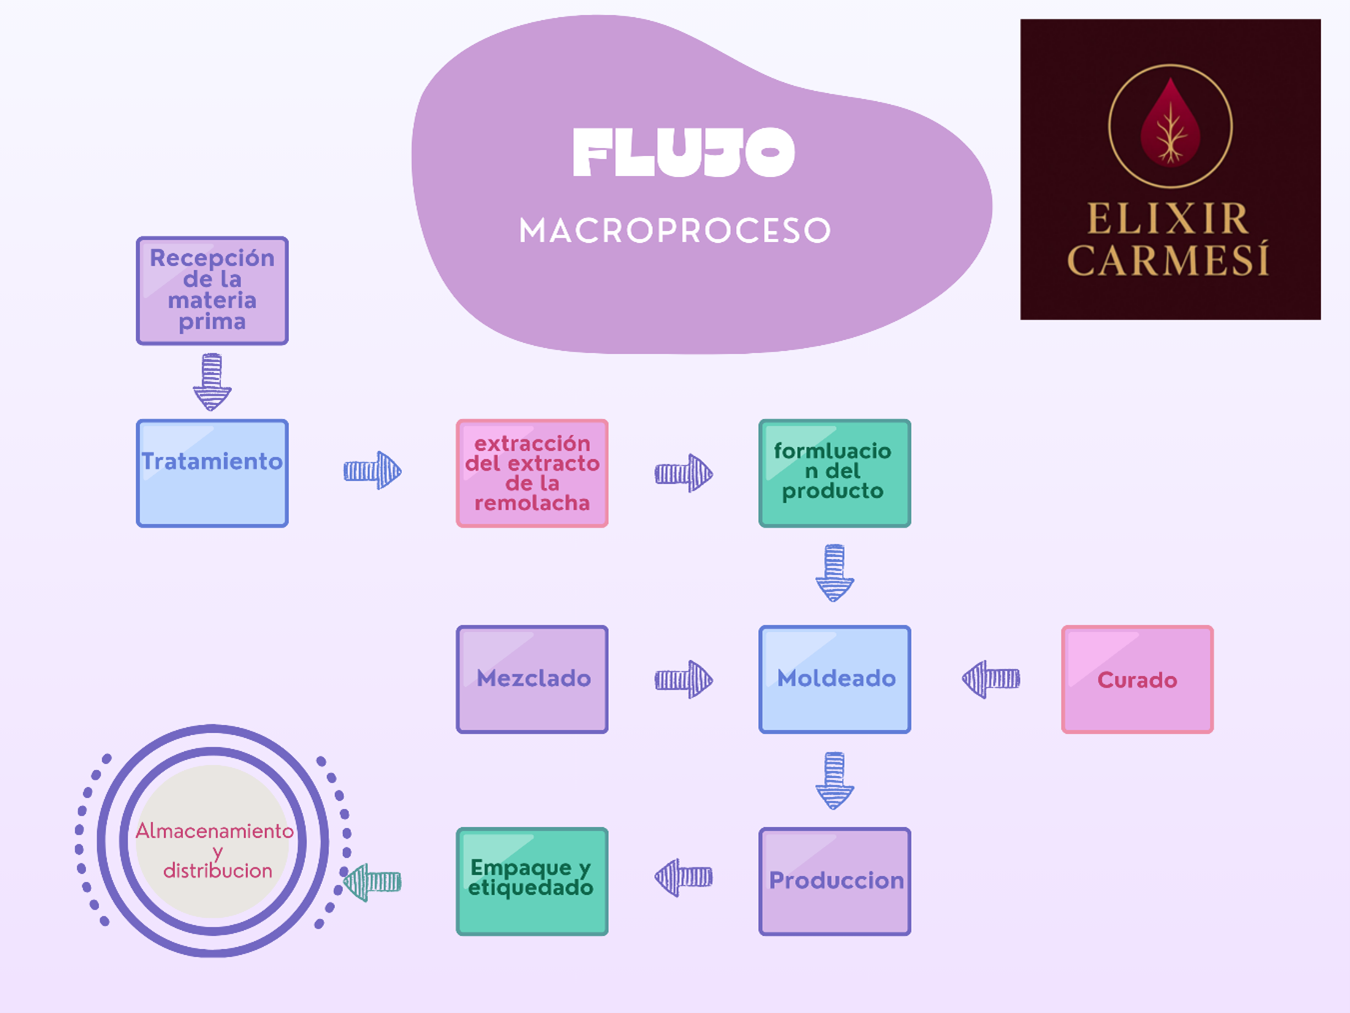 FLUJO
MACROPROCESO
ELIXIR
CARMESÍ
Recepción
de la
materia
prima
Tratamiento
extracción
del extracto
de la
remolacha
formluacio
n del
producto
Mezclado
Moldeado
Curado
Almacenamiento
y
distribucion
Empaque y
etiquedado
Produccion